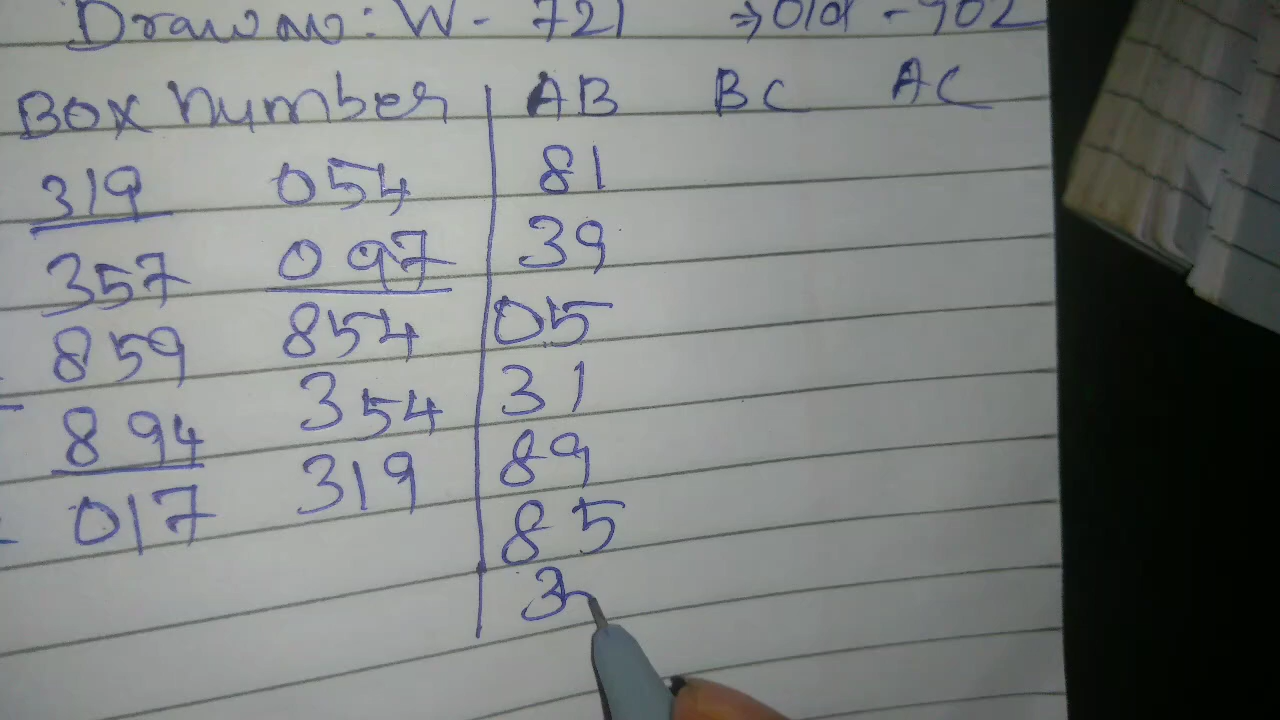 Draw no: W - 721 ⇒ Old - 902
Box number AB BC AC
319 054 81
357 097 39
859 854 05
894 354 31
017 319 89
85
3